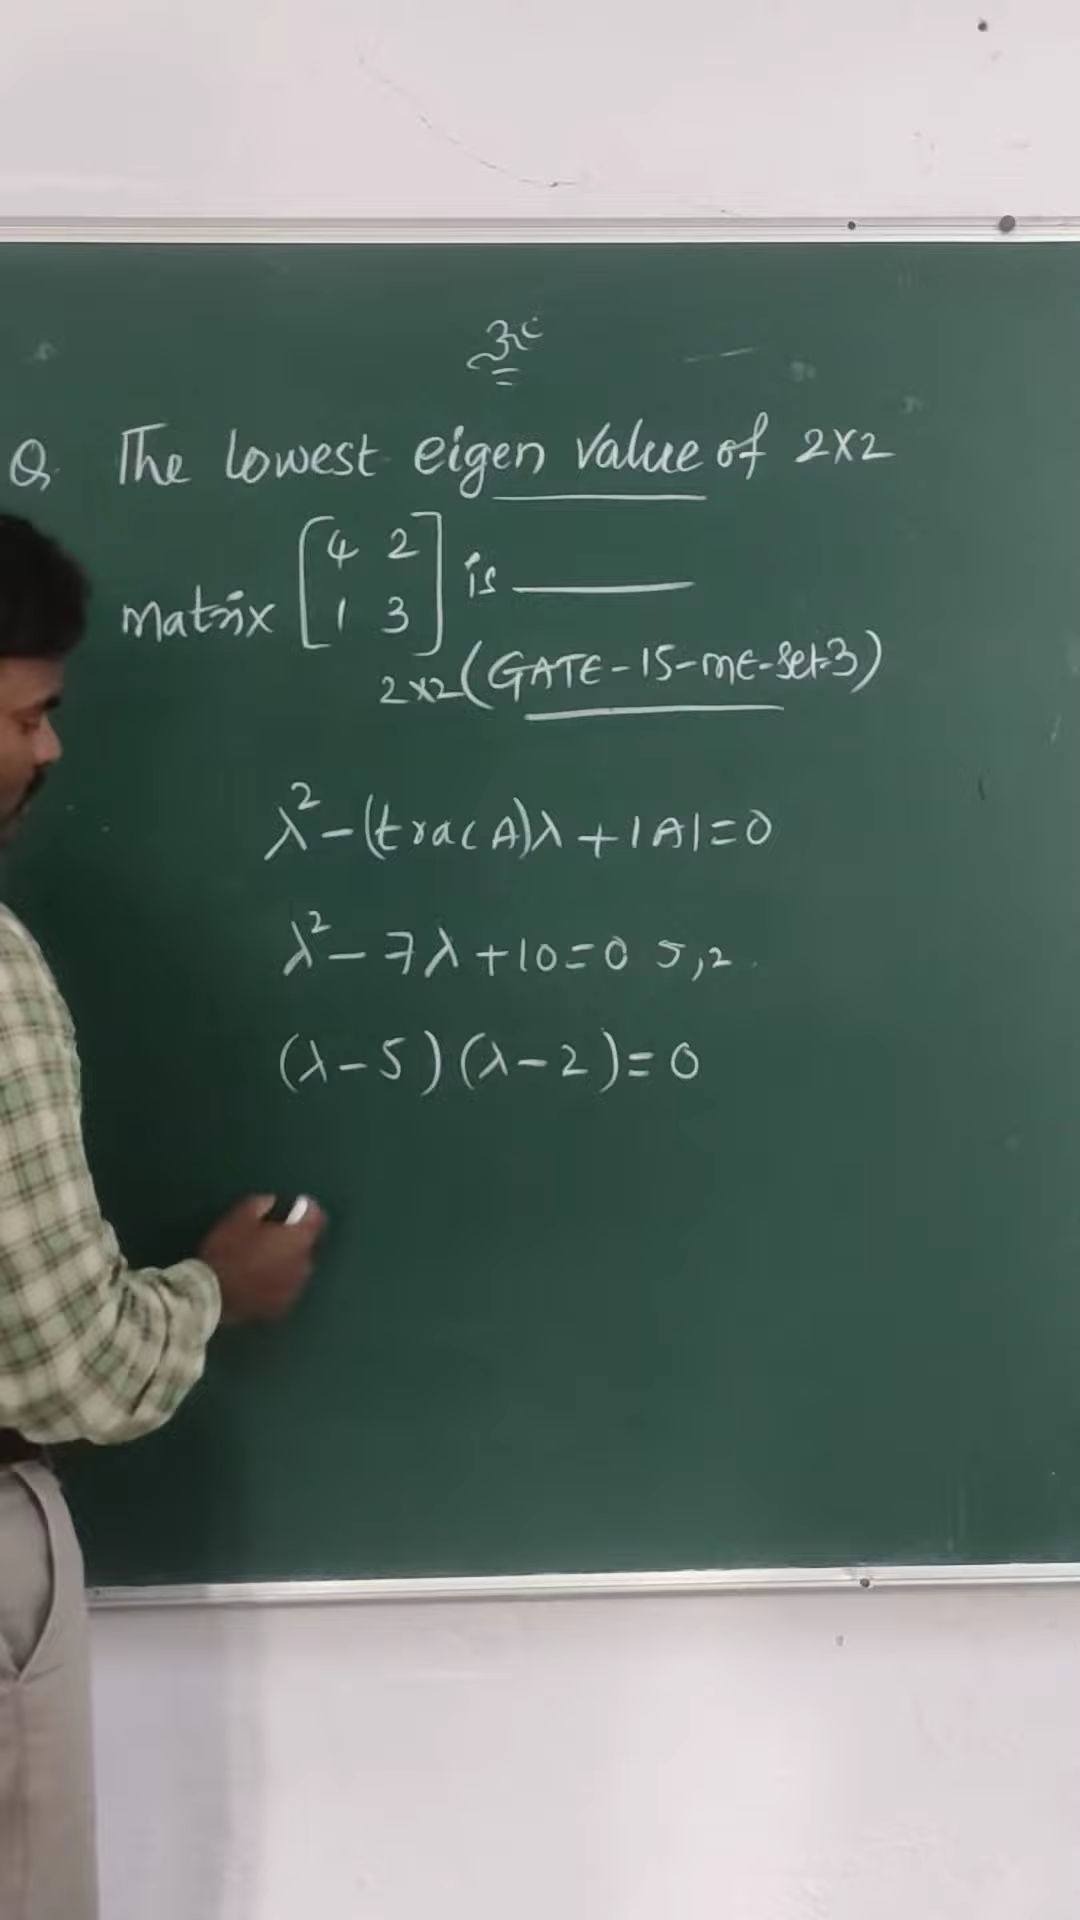 Q. The lowest eigen value of 2x2
matrix [4 2
1 3] is ______
2x2 (GATE-15-ME-Set-3)
λ² - (trac A)λ + |A| = 0
λ² - 7λ + 10 = 0 5,2.
(λ - 5)(λ - 2) = 0